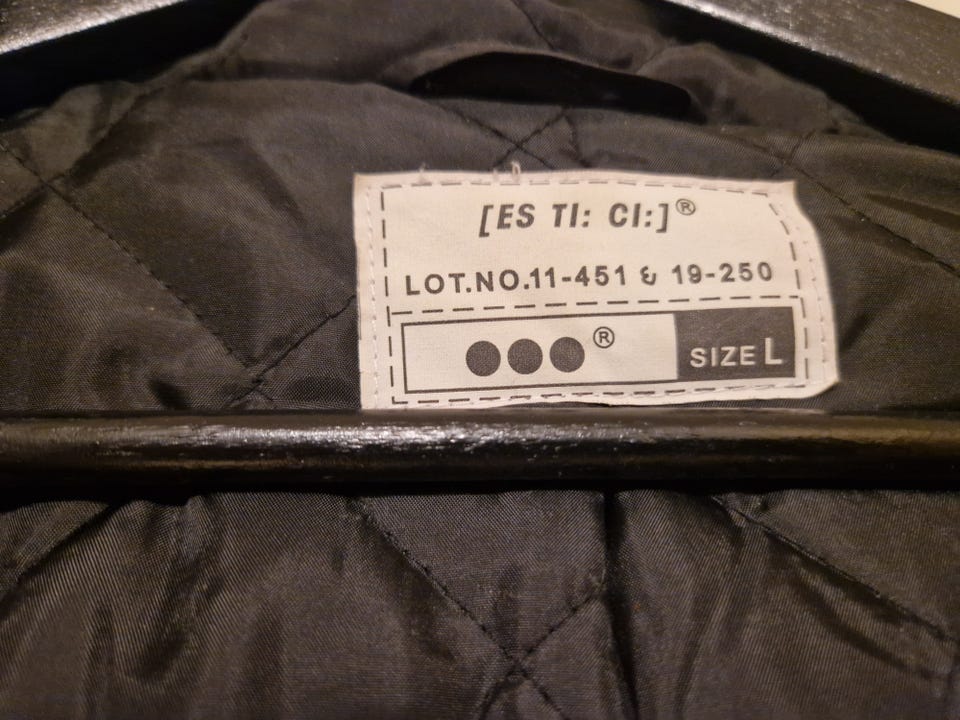 [ES TI: CI:]®
LOT.NO.11-451 & 19-250
●●●®
SIZE L